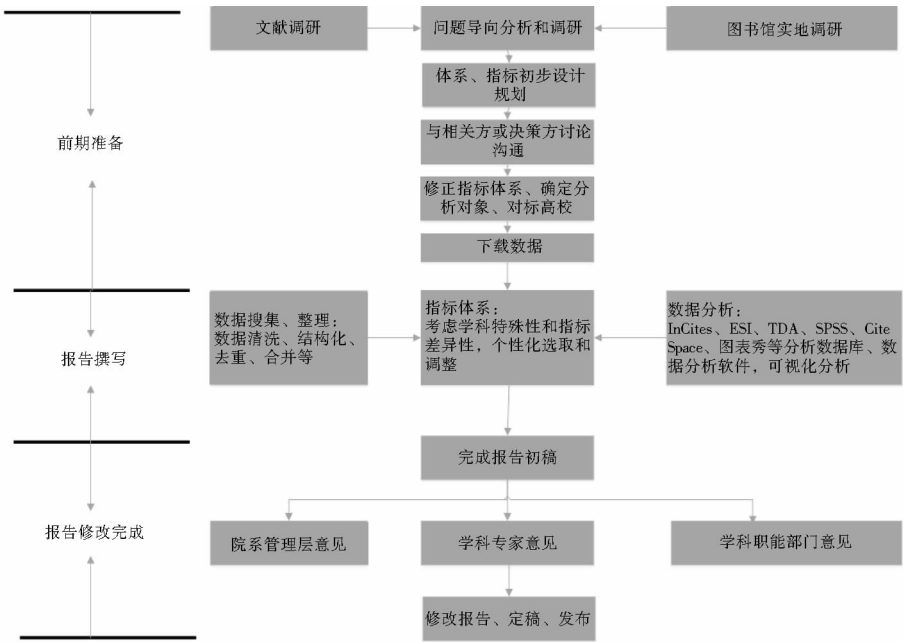 文献调研
问题导向分析和调研
图书馆实地调研
体系、指标初步设计
规划
前期准备
与相关方或决策方讨论
沟通
修正指标体系、确定分
析对象、对标高校
下载数据
数据搜集、整理：
数据清洗、结构化、
去重、合并等
指标体系：
考虑学科特殊性和指标
差异性，个性化选取和
调整
数据分析：
InCites、ESI、TDA、SPSS、Cite
Space、图表秀等分析数据库、数
据分析软件，可视化分析
报告撰写
完成报告初稿
报告修改完成
院系管理层意见
学科专家意见
学科职能部门意见
修改报告、定稿、发布